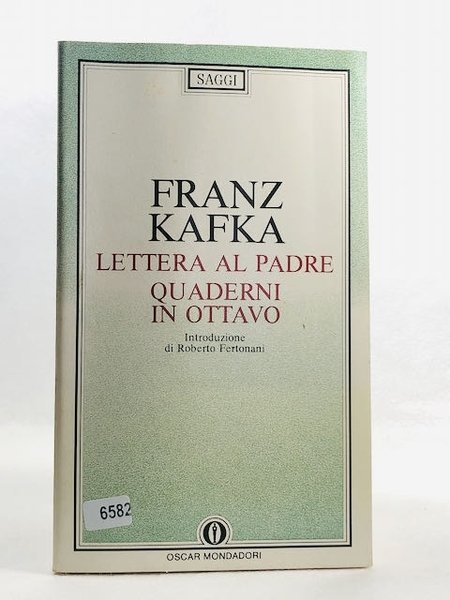 SAGGI
FRANZ
KAFKA
LETTERA AL PADRE
QUADERNI
IN OTTAVO
Introduzione
di Roberto Fertonani
6582
OSCAR MONDADORI